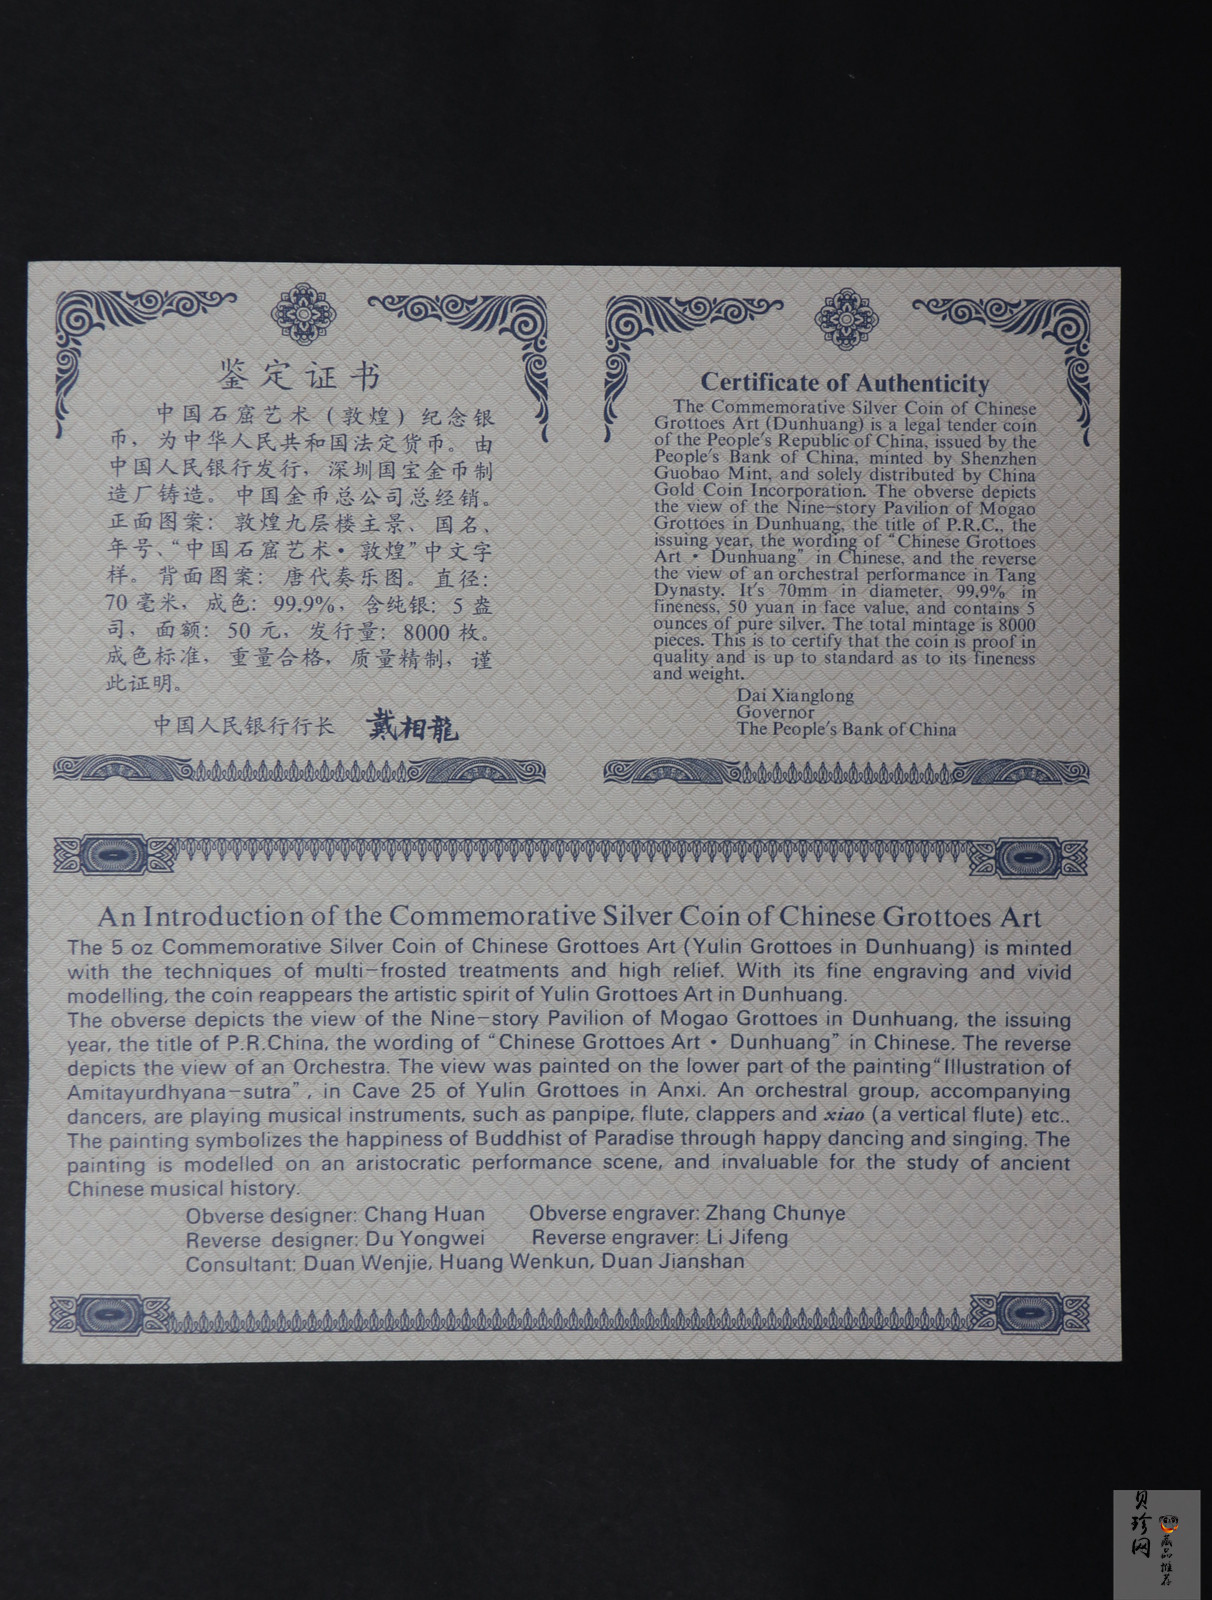 鉴定证书
中国石窟艺术(敦煌)纪念银
币，为中华人民共和国法定货币。由
中国人民银行发行，深圳国宝金币制
造厂铸造。中国金币总公司总经销。
正面图案：敦煌九层楼主景、国名、
年号、“中国石窟艺术·敦煌”中文字
样。背面图案：唐代奏乐图。直径：
70毫米，成色：99.9%，含纯银：5盎
司，面额：50元，发行量：8000枚。
成色标准，重量合格，质量精制，谨
此证明。
中国人民银行行长 戴相龍
Certificate of Authenticity
The Commemorative Silver Coin of Chinese
Grottoes Art (Dunhuang) is a legal tender coin
of the People's Republic of China, issued by the
People's Bank of China, minted by Shenzhen
Guobao Mint, and solely distributed by China
Gold Coin Incorporation. The obverse depicts
the view of the Nine-story Pavilion of Mogao
Grottoes in Dunhuang, the title of P.R.C., the
issuing year, the wording of "Chinese Grottoes
Art · Dunhuang" in Chinese, and the reverse
the view of an orchestral performance in Tang
Dynasty. It's 70mm in diameter, 99.9% in
fineness, 50 yuan in face value, and contains 5
ounces of pure silver. The total mintage is 8000
pieces. This is to certify that the coin is proof in
quality and is up to standard as to its fineness
and weight.
Dai Xianglong
Governor
The People's Bank of China
An Introduction of the Commemorative Silver Coin of Chinese Grottoes Art
The 5 oz Commemorative Silver Coin of Chinese Grottoes Art (Yulin Grottoes in Dunhuang) is minted
with the techniques of multi-frosted treatments and high relief. With its fine engraving and vivid
modelling, the coin reappears the artistic spirit of Yulin Grottoes Art in Dunhuang.
The obverse depicts the view of the Nine-story Pavilion of Mogao Grottoes in Dunhuang, the issuing
year, the title of P.R.China, the wording of "Chinese Grottoes Art · Dunhuang" in Chinese. The reverse
depicts the view of an Orchestra. The view was painted on the lower part of the painting "Illustration of
Amitayurdhyana-sutra", in Cave 25 of Yulin Grottoes in Anxi. An orchestral group, accompanying
dancers, are playing musical instruments, such as panpipe, flute, clappers and xiao (a vertical flute) etc..
The painting symbolizes the happiness of Buddhist of Paradise through happy dancing and singing. The
painting is modelled on an aristocratic performance scene, and invaluable for the study of ancient
Chinese musical history.
Obverse designer: Chang Huan Obverse engraver: Zhang Chunye
Reverse designer: Du Yongwei Reverse engraver: Li Jifeng
Consultant: Duan Wenjie, Huang Wenkun, Duan Jianshan
贝珍网
藏品推荐